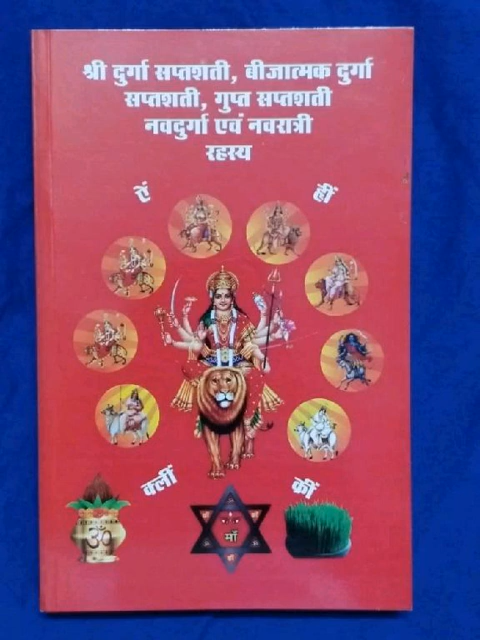 श्री दुर्गा सप्तशती, बीजात्मक दुर्गा
सप्तशती, गुप्त सप्तशती
नवदुर्गा एवं नवरात्री
रहस्य
ऐं
ह्रीं
क्लीं
क्रीं
ॐ
माँ